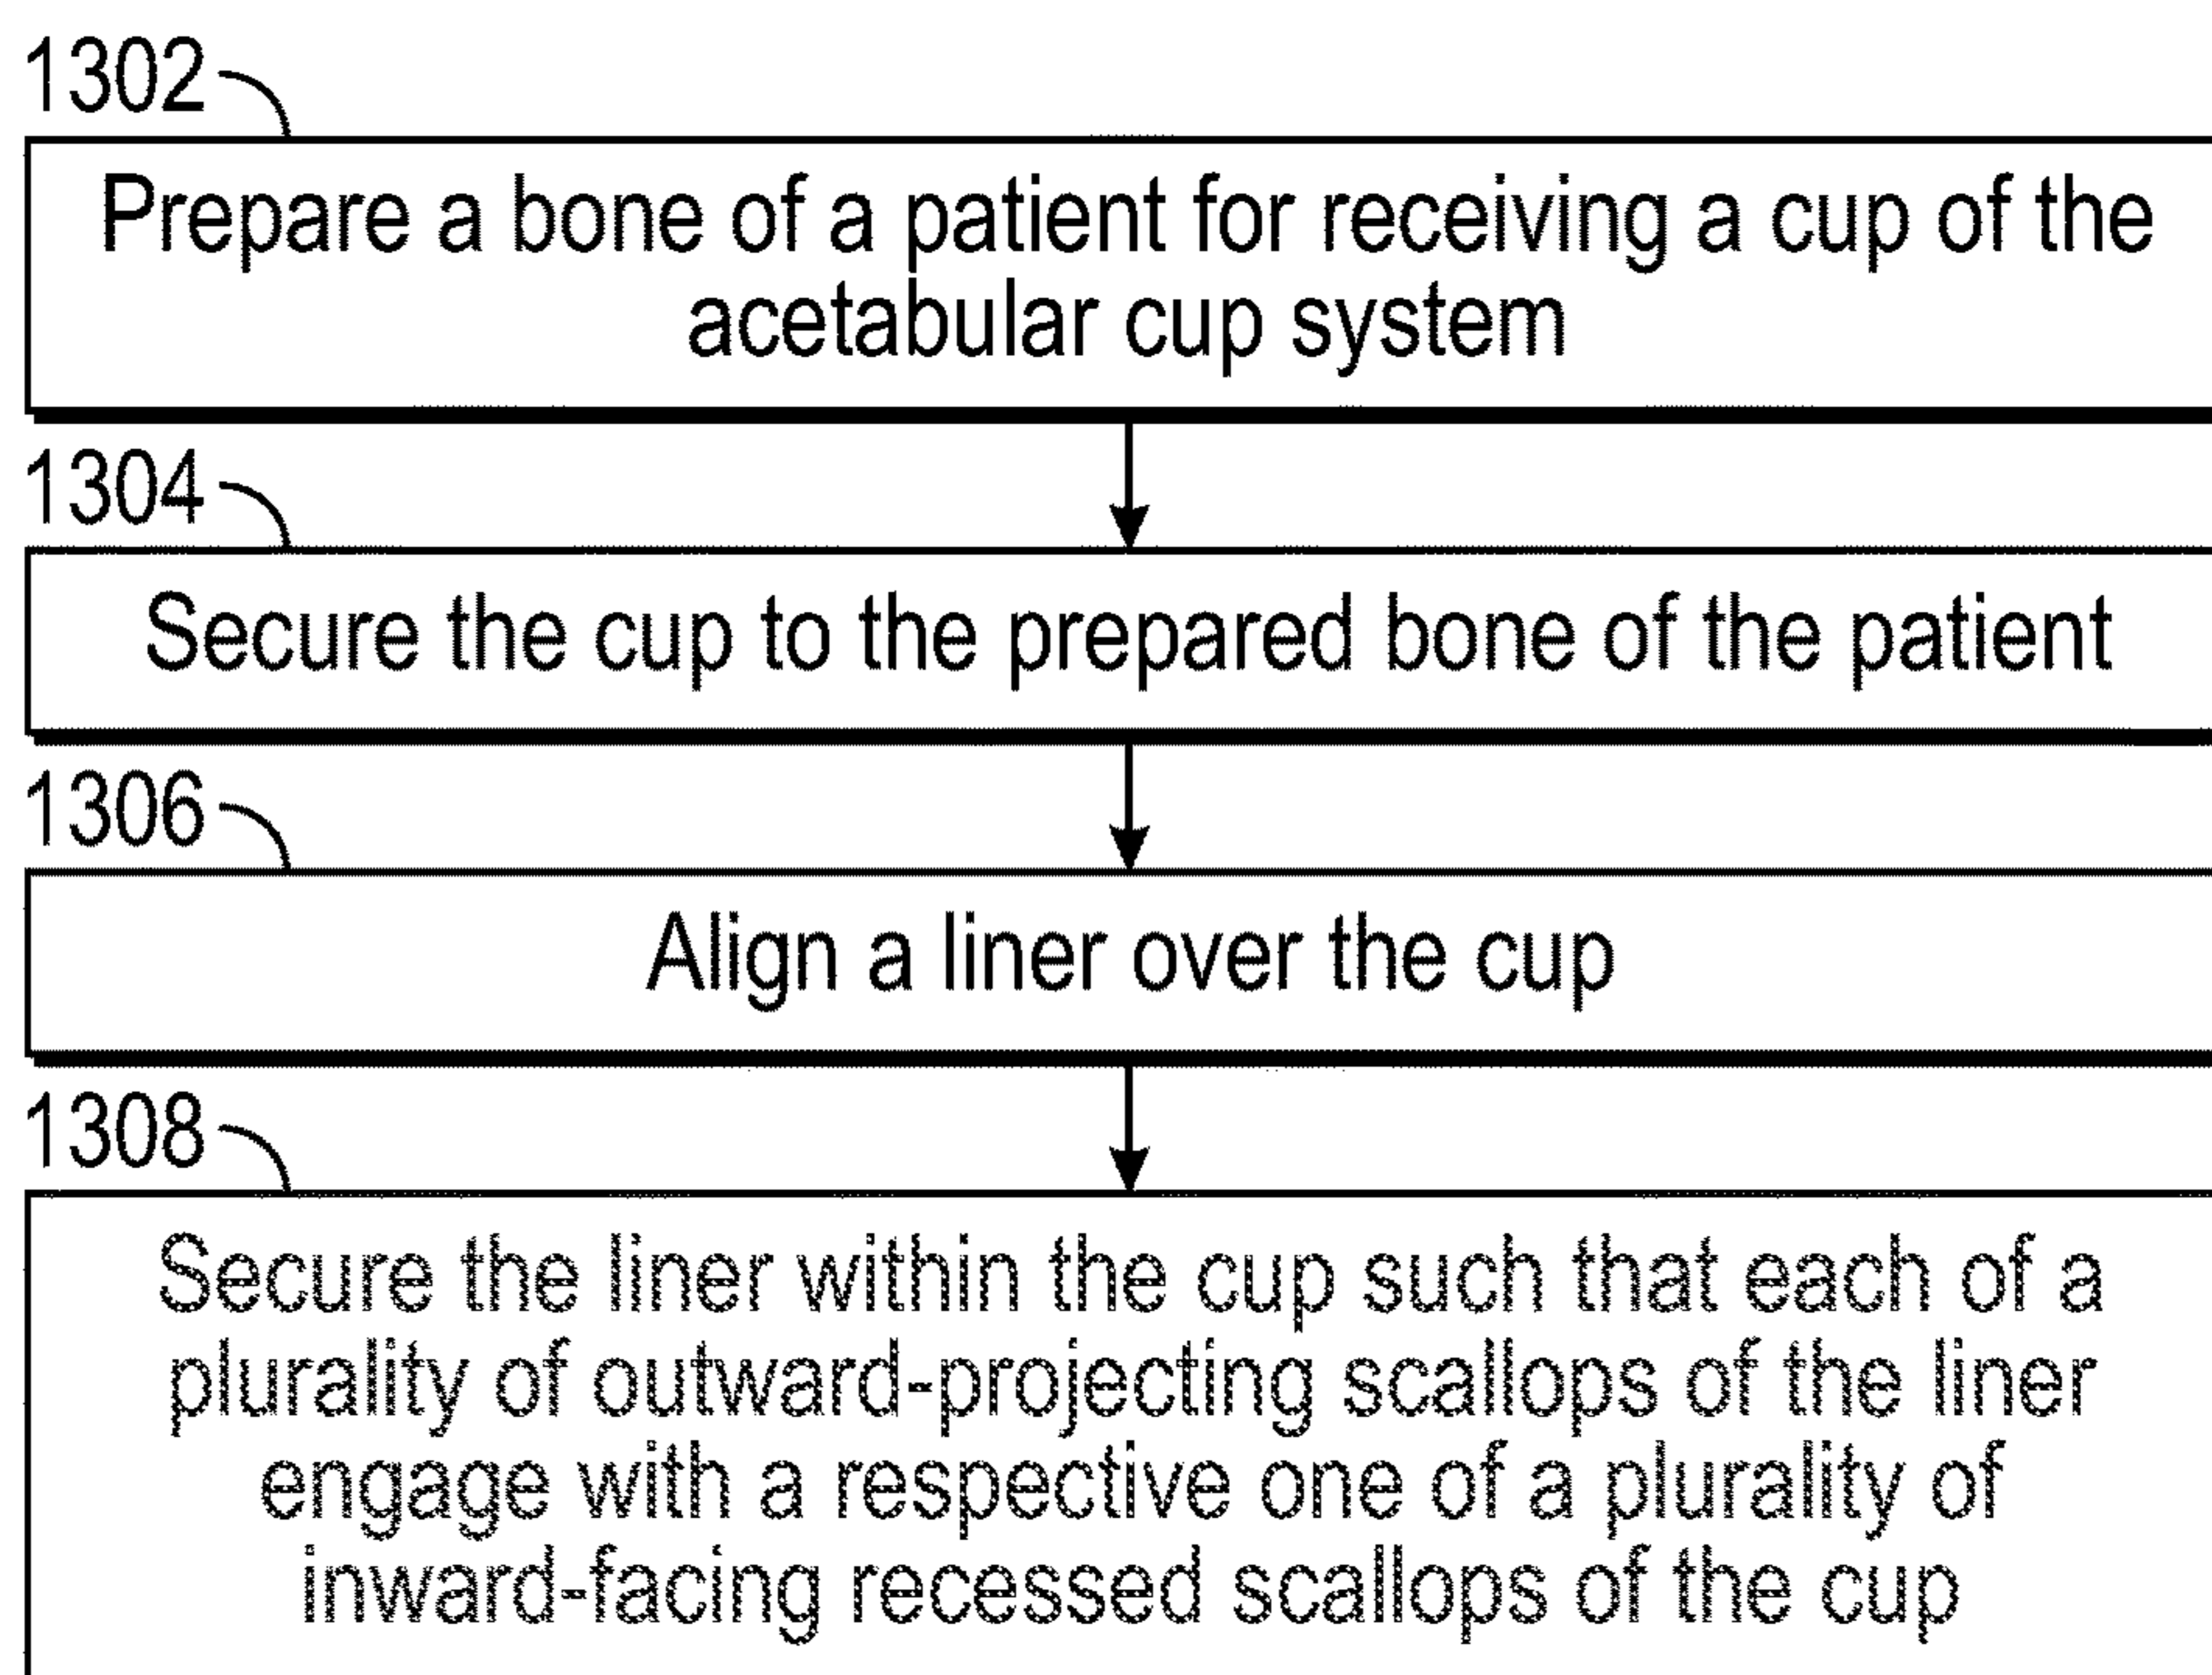 1302
Prepare a bone of a patient for receiving a cup of the
acetabular cup system
1304
Secure the cup to the prepared bone of the patient
1306
Align a liner over the cup
1308
Secure the liner within the cup such that each of a
plurality of outward-projecting scallops of the liner
engage with a respective one of a plurality of
inward-facing recessed scallops of the cup